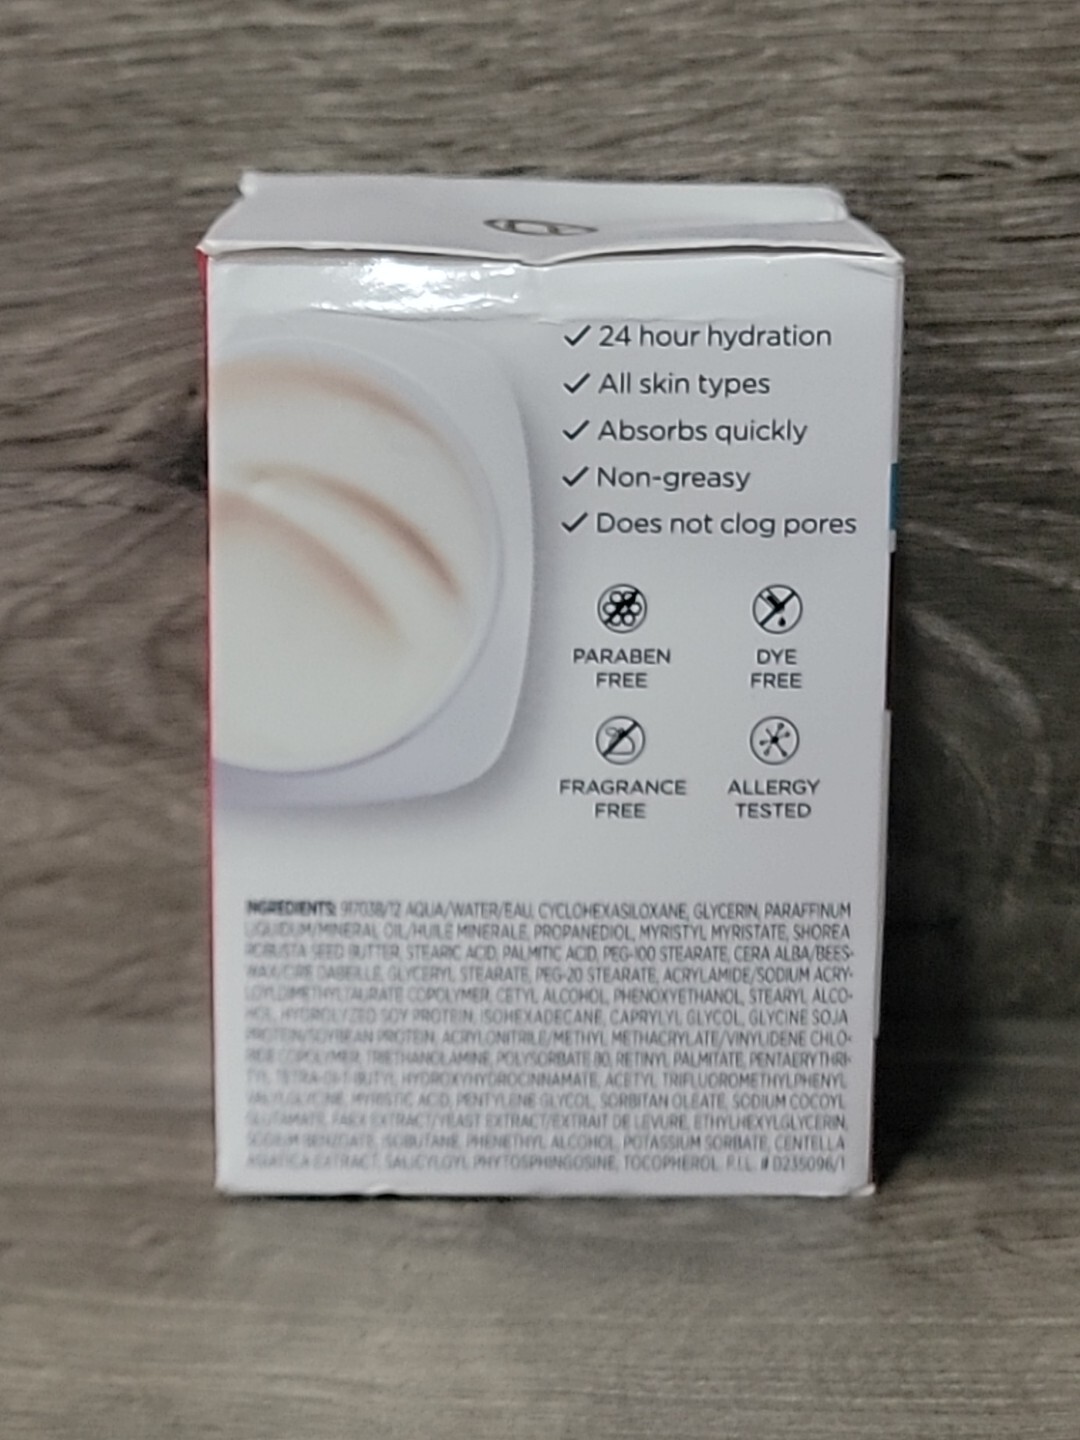 24 hour hydration
All skin types
Absorbs quickly
Non-greasy
Does not clog pores
PARABEN
FREE
DYE
FREE
FRAGRANCE
FREE
ALLERGY
TESTED
INGREDIENTS: 917038/12 AQUA/WATER/EAU, CYCLOHEXASILOXANE, GLYCERIN, PARAFFINUM
LIQUIDUM/MINERAL OIL/HUILE MINERALE, PROPANEDIOL, MYRISTYL MYRISTATE, SHOREA
ROBUSTA SEED BUTTER, STEARIC ACID, PALMITIC ACID, PEG-100 STEARATE, CERA ALBA/BEES-
WAX/CIRE DABEILLE, GLYCERYL STEARATE, PEG-20 STEARATE, ACRYLAMIDE/SODIUM ACRY-
LOYLDIMETHYLTAURATE COPOLYMER, CETYL ALCOHOL, PHENOXYETHANOL, STEARYL ALCO-
HOL, HYDROLYZED SOY PROTEIN, ISOHEXADECANE, CAPRYLYL GLYCOL, GLYCINE SOJA
PROTEIN/SOYBEAN PROTEIN, ACRYLONITRILE/METHYL METHACRYLATE/VINYLIDENE CHLO-
RIDE COPOLYMER, TRIETHANOLAMINE, POLYSORBATE 80, RETINYL PALMITATE, PENTAERYTHRI-
TYL TETRA-DI-T-BUTYL HYDROXYHYDROCINNAMATE, ACETYL TRIFLUOROMETHYLPHENYL
VALYLGLYCINE, MYRISTIC ACID, PENTYLENE GLYCOL, SORBITAN OLEATE, SODIUM COCOYL
GLUTAMATE, FAEX EXTRACT/YEAST EXTRACT/EXTRAIT DE LEVURE, ETHYLHEXYLGLYCERIN,
SODIUM BENZOATE, ISOBUTANE, PHENETHYL ALCOHOL, POTASSIUM SORBATE, CENTELLA
ASIATICA EXTRACT, SALICYLOYL PHYTOSPHINGOSINE, TOCOPHEROL. F.I.L. # D235096/1